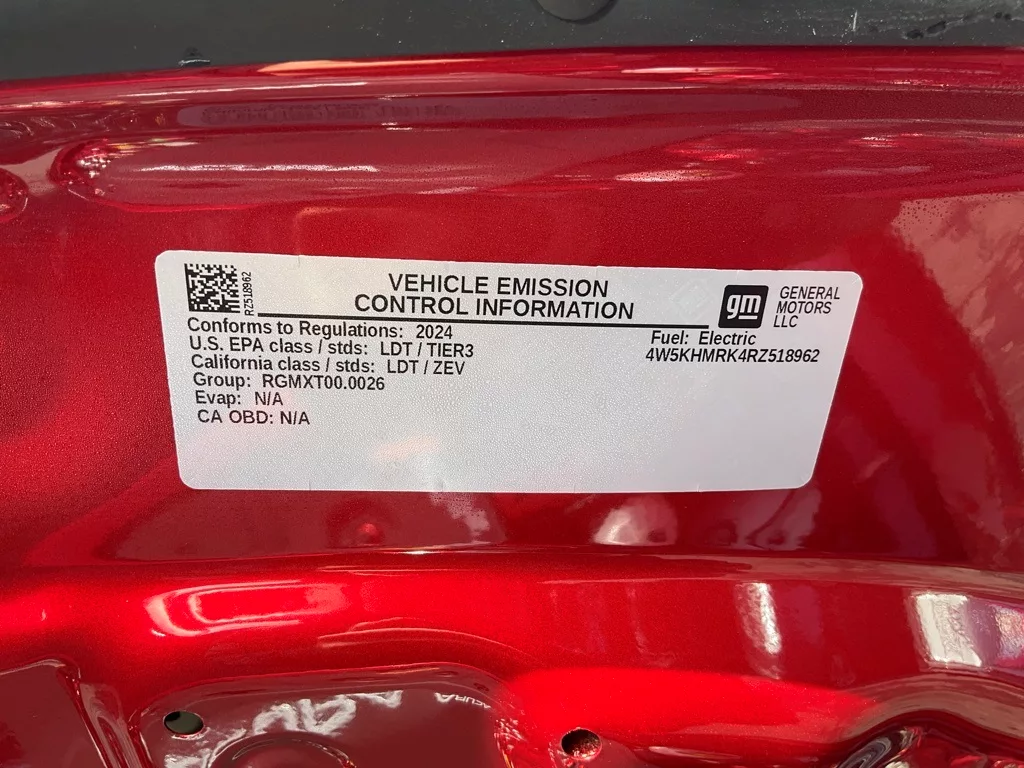 RZ518962
VEHICLE EMISSION
CONTROL INFORMATION
gm
GENERAL
MOTORS
LLC
Conforms to Regulations: 2024
U.S. EPA class / stds: LDT / TIER3
California class / stds: LDT / ZEV
Group: RGMXT00.0026
Evap: N/A
CA OBD: N/A
Fuel: Electric
4W5KHMRK4RZ518962
ACURA